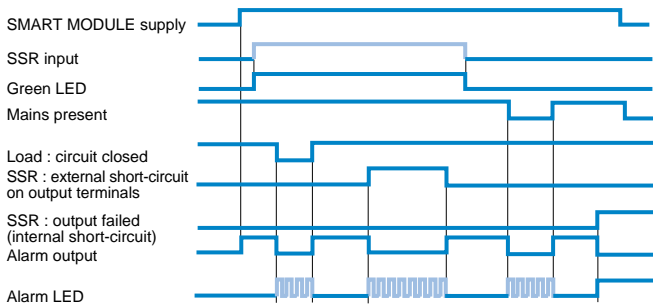 SMART MODULE supply
SSR input
Green LED
Mains present
Load : circuit closed
SSR : external short-circuit
on output terminals
SSR : output failed
(internal short-circuit)
Alarm output
Alarm LED